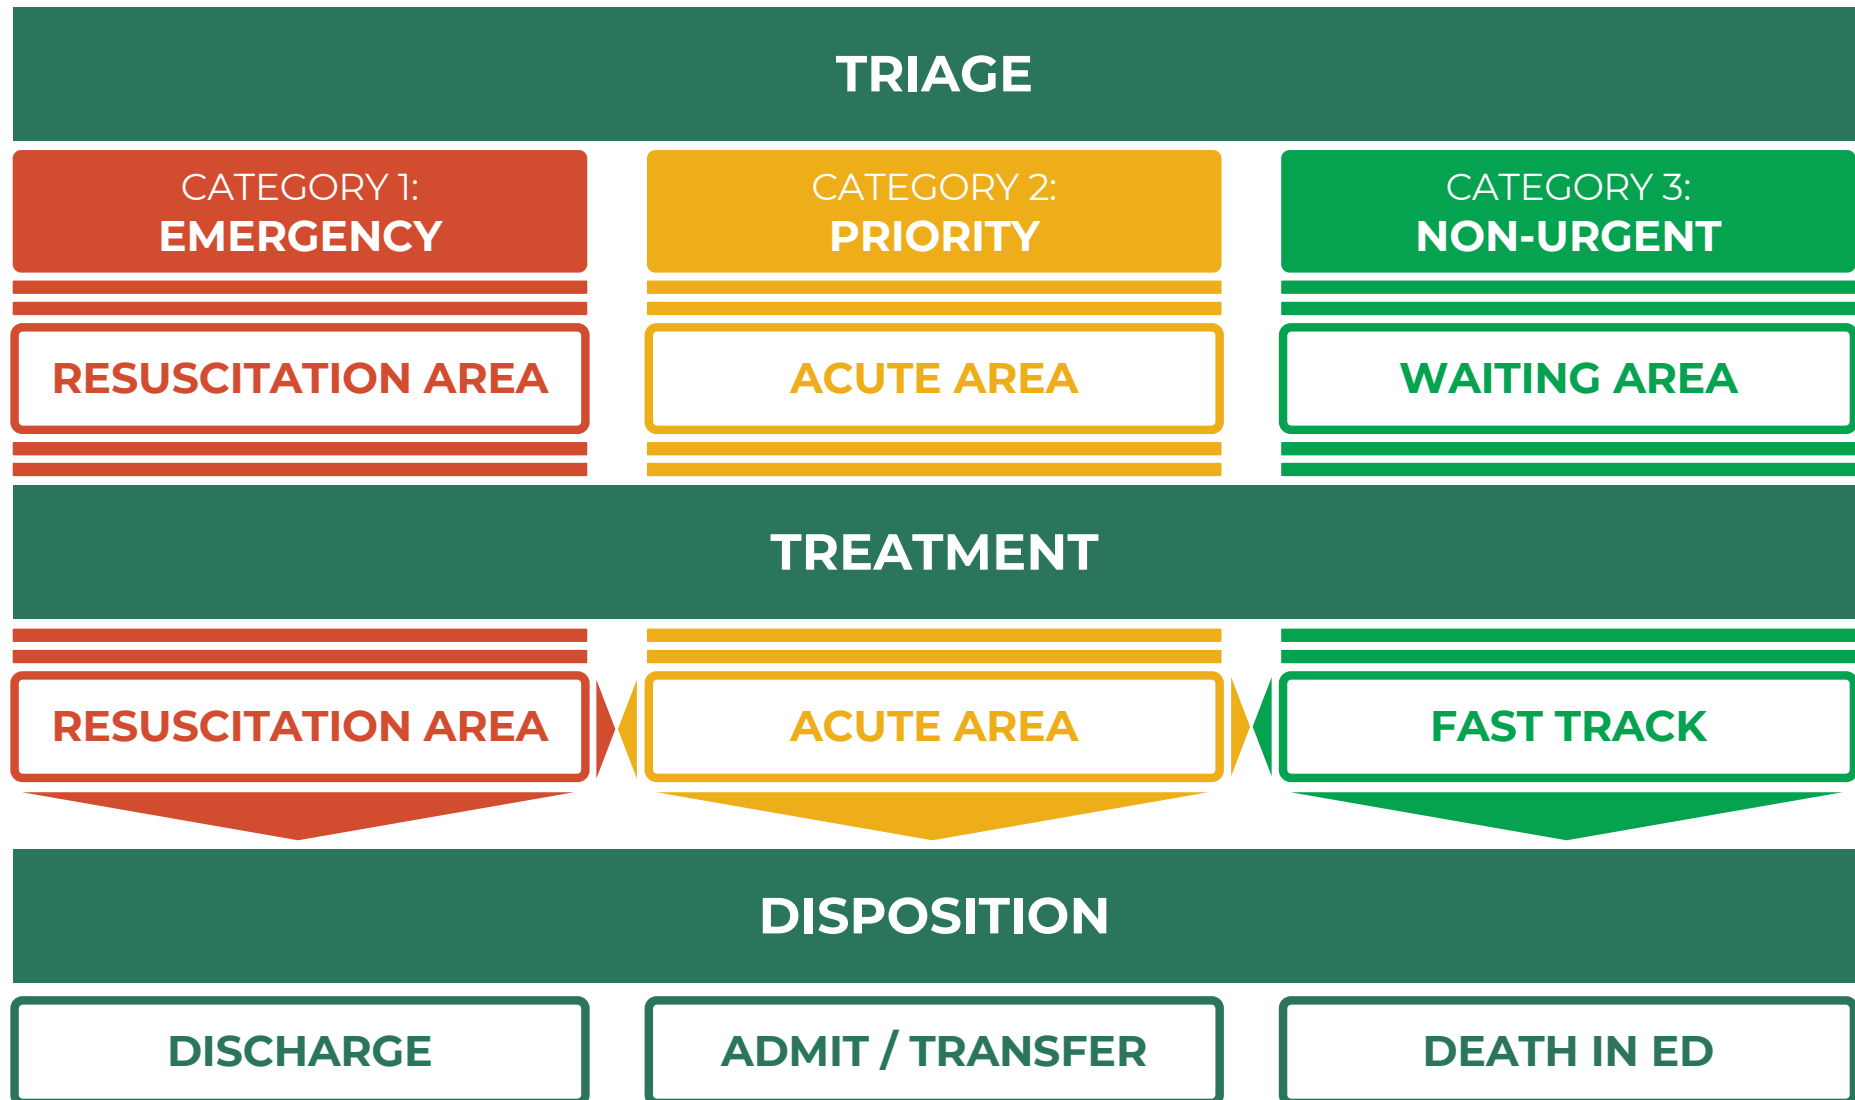 TRIAGE
CATEGORY 1:
EMERGENCY
CATEGORY 2:
PRIORITY
CATEGORY 3:
NON-URGENT
RESUSCITATION AREA
ACUTE AREA
WAITING AREA
TREATMENT
RESUSCITATION AREA
ACUTE AREA
FAST TRACK
DISPOSITION
DISCHARGE
ADMIT / TRANSFER
DEATH IN ED